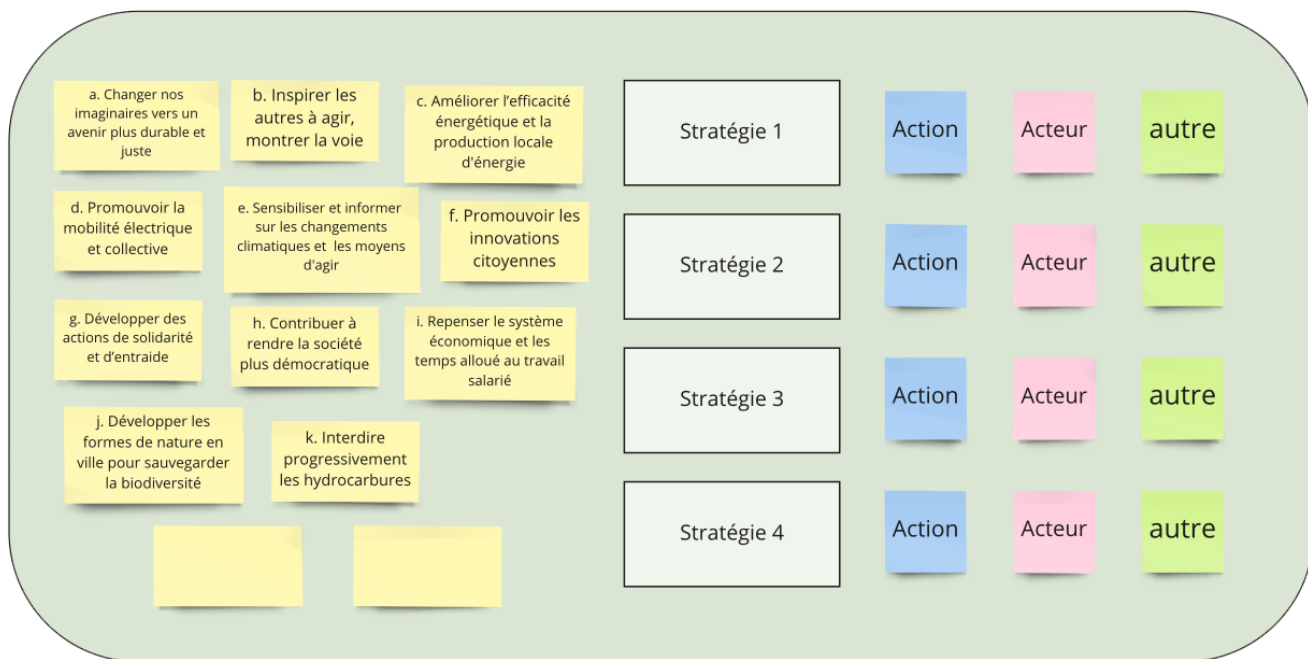 a. Changer nos
imaginaires vers un
avenir plus durable et
juste
b. Inspirer les
autres à agir,
montrer la voie
c. Améliorer l'efficacité
énergétique et la
production locale
d'énergie
d. Promouvoir la
mobilité électrique
et collective
e. Sensibiliser et informer
sur les changements
climatiques et les moyens
d'agir
f. Promouvoir les
innovations
citoyennes
g. Développer des
actions de solidarité
et d'entraide
h. Contribuer à
rendre la société
plus démocratique
i. Repenser le système
économique et les
temps alloué au travail
salarié
j. Développer les
formes de nature en
ville pour sauvegarder
la biodiversité
k. Interdire
progressivement
les hydrocarbures
Stratégie 1
Action
Acteur
autre
Stratégie 2
Action
Acteur
autre
Stratégie 3
Action
Acteur
autre
Stratégie 4
Action
Acteur
autre